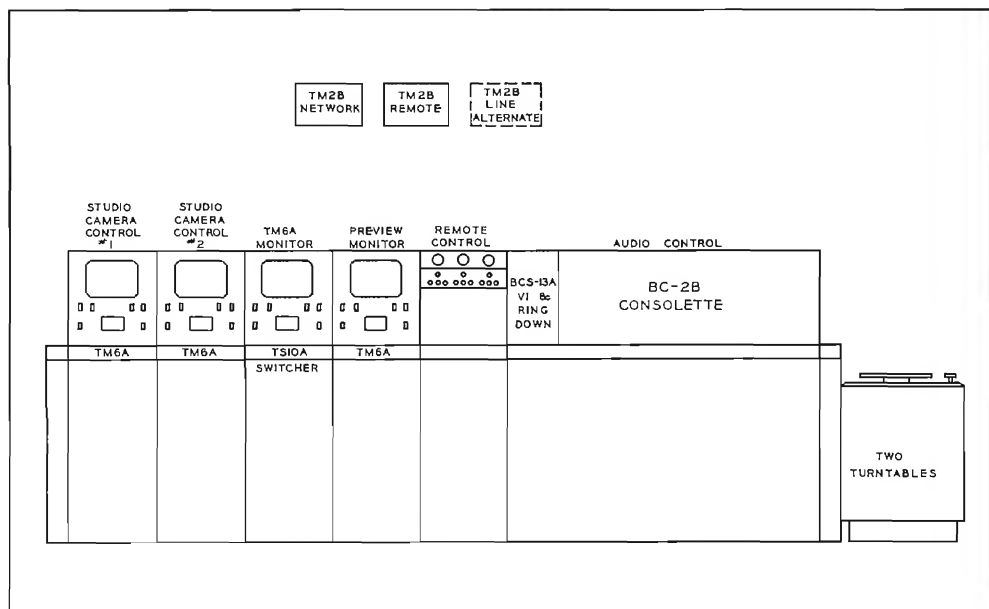 TM2B
NETWORK
TM2B
REMOTE
TM2B
LINE
ALTERNATE
STUDIO
CAMERA
CONTROL
#1
STUDIO
CAMERA
CONTROL
#2
TM6A
MONITOR
PREVIEW
MONITOR
REMOTE
CONTROL
AUDIO CONTROL
BCS-13A
VI &
RING
DOWN
BC-2B
CONSOLETTE
TM6A
TM6A
TS10A
SWITCHER
TM6A
TWO
TURNTABLES